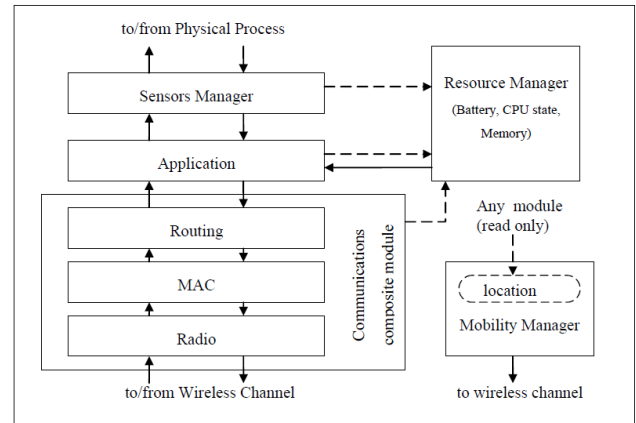 to/from Physical Process
Sensors Manager
Application
Routing
MAC
Radio
Communications
composite module
to/from Wireless Channel
Resource Manager
(Battery, CPU state,
Memory)
Any module
(read only)
location
Mobility Manager
to wireless channel